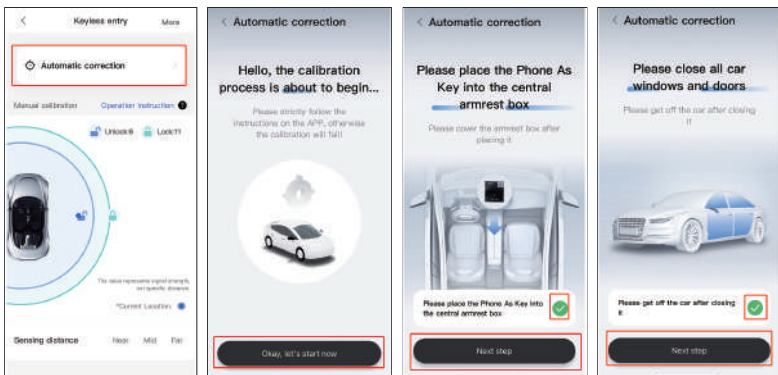 Keyless entry More
Automatic correction
Manual calibration Operation instruction
Unlock:6 Lock:11
The value represents signal strength,
not specific distance
*Current Location:
Sensing distance Near Mid Far
Automatic correction
Hello, the calibration
process is about to begin...
Please strictly follow the
instructions on the APP, otherwise
the calibration will fail!
Okay, let's start now
Automatic correction
Please place the Phone As
Key into the central
armrest box
Please cover the armrest box after
placing it
Please place the Phone As Key into
the central armrest box
Next step
Automatic correction
Please close all car
windows and doors
Please get off the car after closing
it
Please get off the car after closing
it
Next step